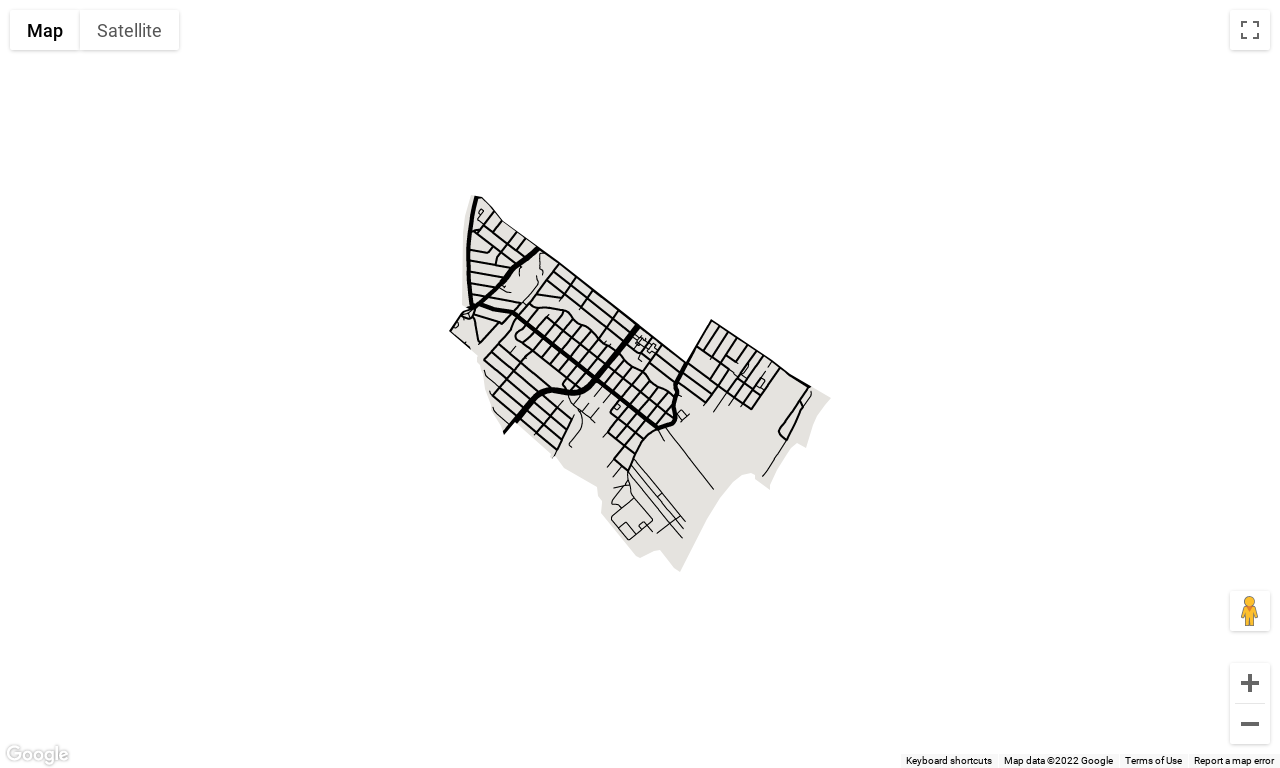 Map Satellite
Google
Keyboard shortcuts Map data ©2022 Google Terms of Use Report a map error